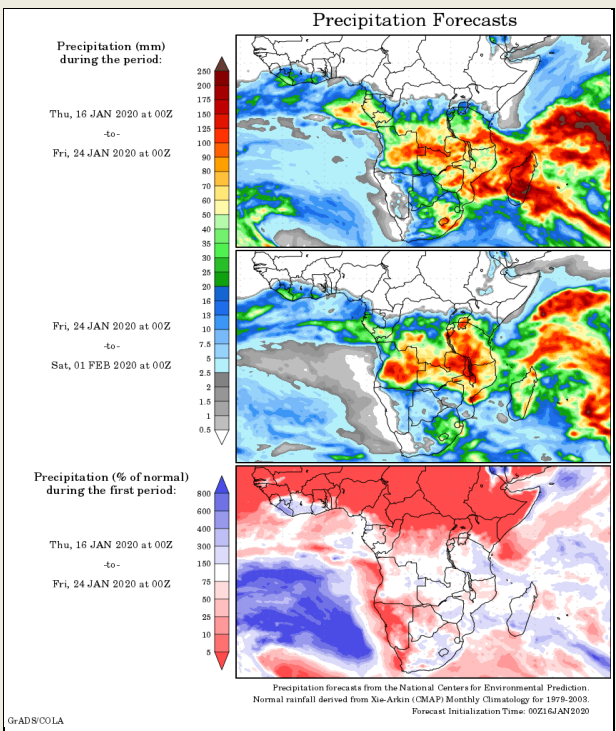 Precipitation Forecasts
Precipitation (mm)
during the period:
Thu, 16 JAN 2020 at 00Z
-to-
Fri, 24 JAN 2020 at 00Z
250
200
175
150
125
100
90
80
70
60
50
40
35
30
25
20
16
13
10
7.5
5
2.5
2
1.5
1
0.5
Fri, 24 JAN 2020 at 00Z
-to-
Sat, 01 FEB 2020 at 00Z
Precipitation (% of normal)
during the first period:
Thu, 16 JAN 2020 at 00Z
-to-
Fri, 24 JAN 2020 at 00Z
800
600
400
300
150
75
50
25
10
5
Precipitation forecasts from the National Centers for Environmental Prediction.
Normal rainfall derived from Xie-Arkin (CMAP) Monthly Climatology for 1979-2003.
Forecast Initialization Time: 00Z16JAN2020
GrADS/COLA